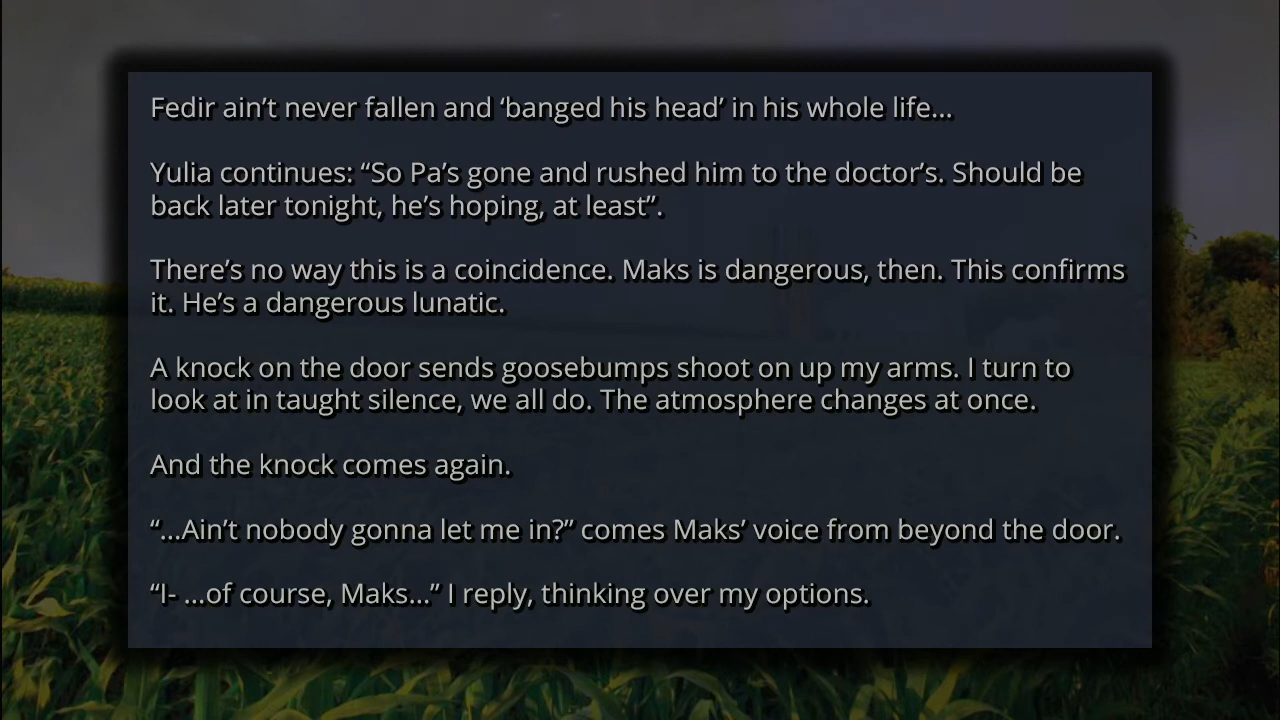 Fedir ain’t never fallen and ‘banged his head’ in his whole life...
Yulia continues: “So Pa’s gone and rushed him to the doctor’s. Should be
back later tonight, he’s hoping, at least”.
There’s no way this is a coincidence. Maks is dangerous, then. This confirms
it. He’s a dangerous lunatic.
A knock on the door sends goosebumps shoot on up my arms. I turn to
look at in taught silence, we all do. The atmosphere changes at once.
And the knock comes again.
“...Ain’t nobody gonna let me in?” comes Maks’ voice from beyond the door.
“I- ...of course, Maks...” I reply, thinking over my options.